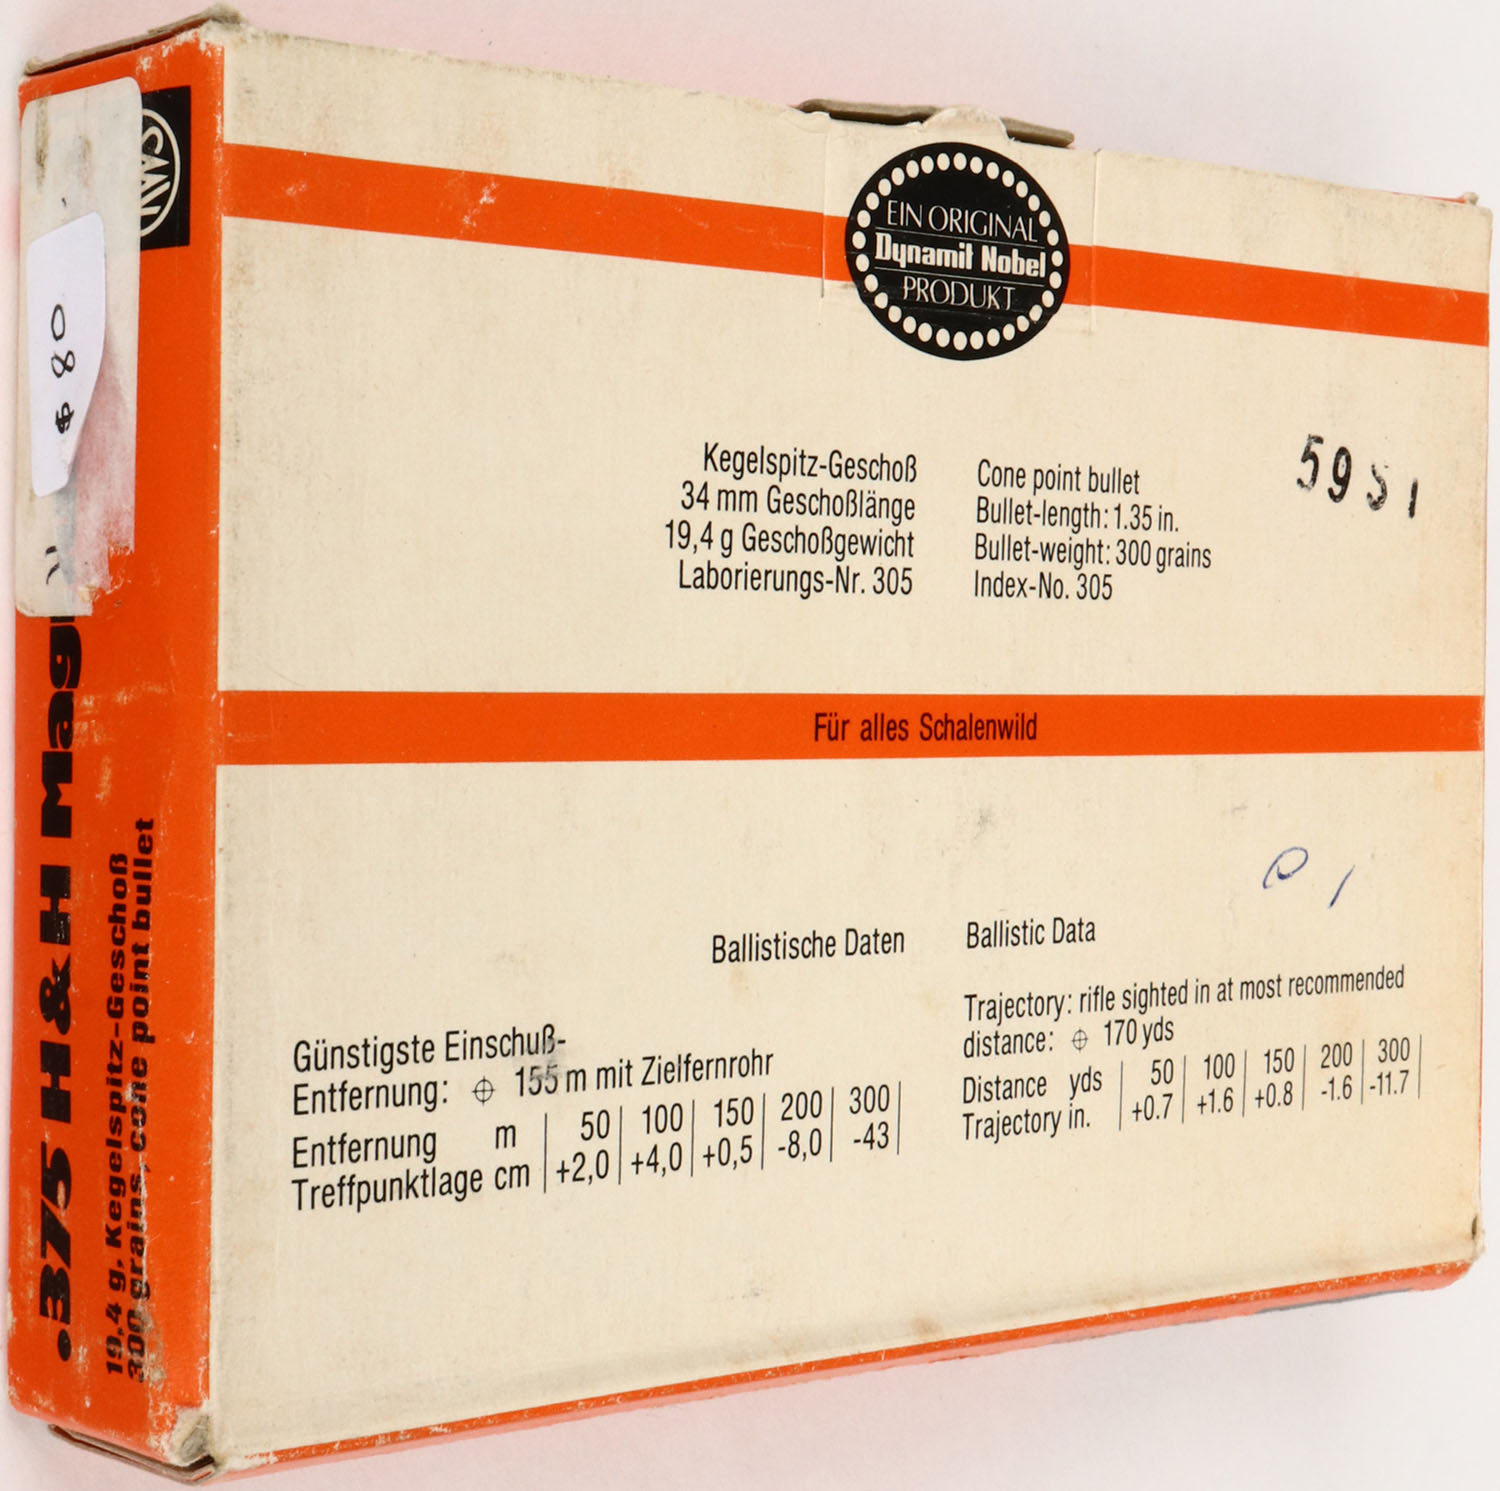 EIN ORIGINAL
Dynamit Nobel
PRODUKT
Kegelspitz-Geschoß
34 mm Geschoßlänge
19,4 g Geschoßgewicht
Laborierungs-Nr. 305
Cone point bullet
Bullet-length: 1.35 in.
Bullet-weight: 300 grains
Index-No. 305
59 S 1
Für alles Schalenwild
Ballistische Daten
Günstigste Einschuß-
Entfernung: ⌖ 155 m mit Zielfernrohr
Entfernung m | 50 | 100 | 150 | 200 | 300 |
Treffpunktlage cm | +2,0 | +4,0 | +0,5 | -8,0 | -43 |
Ballistic Data
Trajectory: rifle sighted in at most recommended
distance: ⌖ 170 yds
Distance yds | 50 | 100 | 150 | 200 | 300 |
Trajectory in. | +0.7 | +1.6 | +0.8 | -1.6 | -11.7 |
.375 H & H Mag
19,4 g, Kegelspitz-Geschoß
300 grains, cone point bullet
$ 80